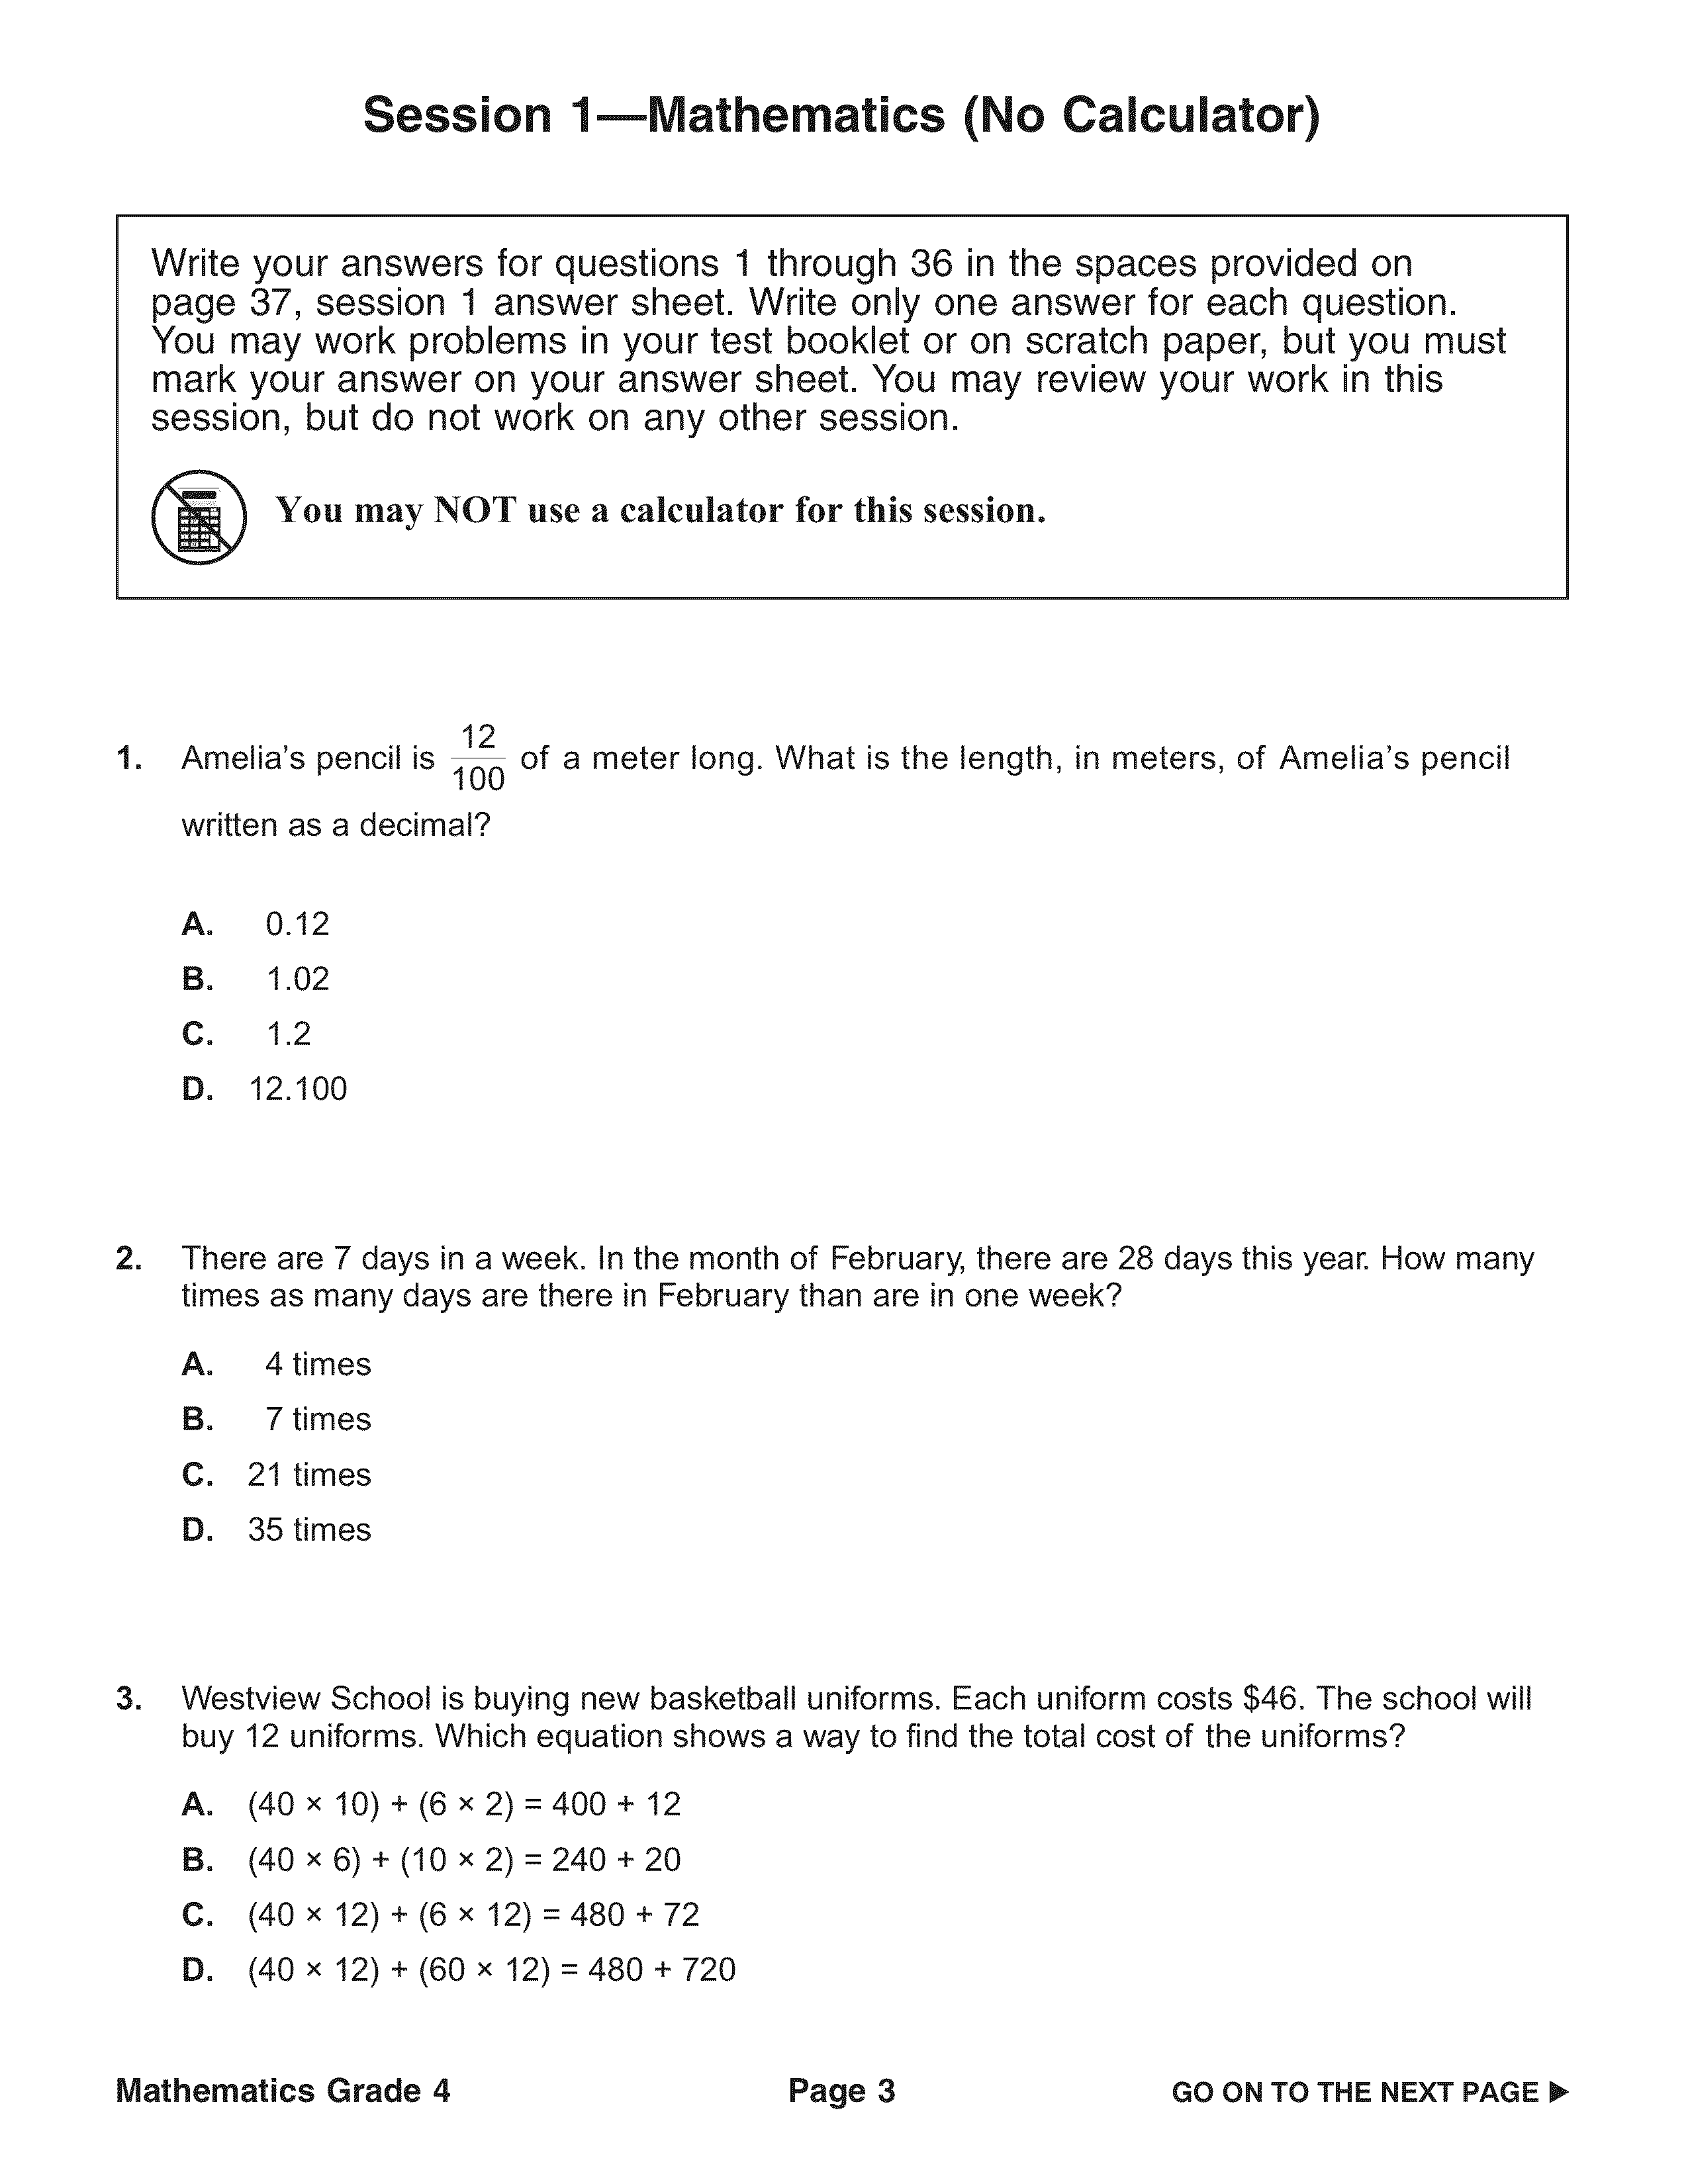 Session 1—Mathematics (No Calculator)
Write your answers for questions 1 through 36 in the spaces provided on
page 37, session 1 answer sheet. Write only one answer for each question.
You may work problems in your test booklet or on scratch paper, but you must
mark your answer on your answer sheet. You may review your work in this
session, but do not work on any other session.
You may NOT use a calculator for this session.
1. Amelia’s pencil is 12/100 of a meter long. What is the length, in meters, of Amelia’s pencil
written as a decimal?
A. 0.12
B. 1.02
C. 1.2
D. 12.100
2. There are 7 days in a week. In the month of February, there are 28 days this year. How many
times as many days are there in February than are in one week?
A. 4 times
B. 7 times
C. 21 times
D. 35 times
3. Westview School is buying new basketball uniforms. Each uniform costs $46. The school will
buy 12 uniforms. Which equation shows a way to find the total cost of the uniforms?
A. (40 × 10) + (6 × 2) = 400 + 12
B. (40 × 6) + (10 × 2) = 240 + 20
C. (40 × 12) + (6 × 12) = 480 + 72
D. (40 × 12) + (60 × 12) = 480 + 720
Mathematics Grade 4 Page 3 GO ON TO THE NEXT PAGE ►